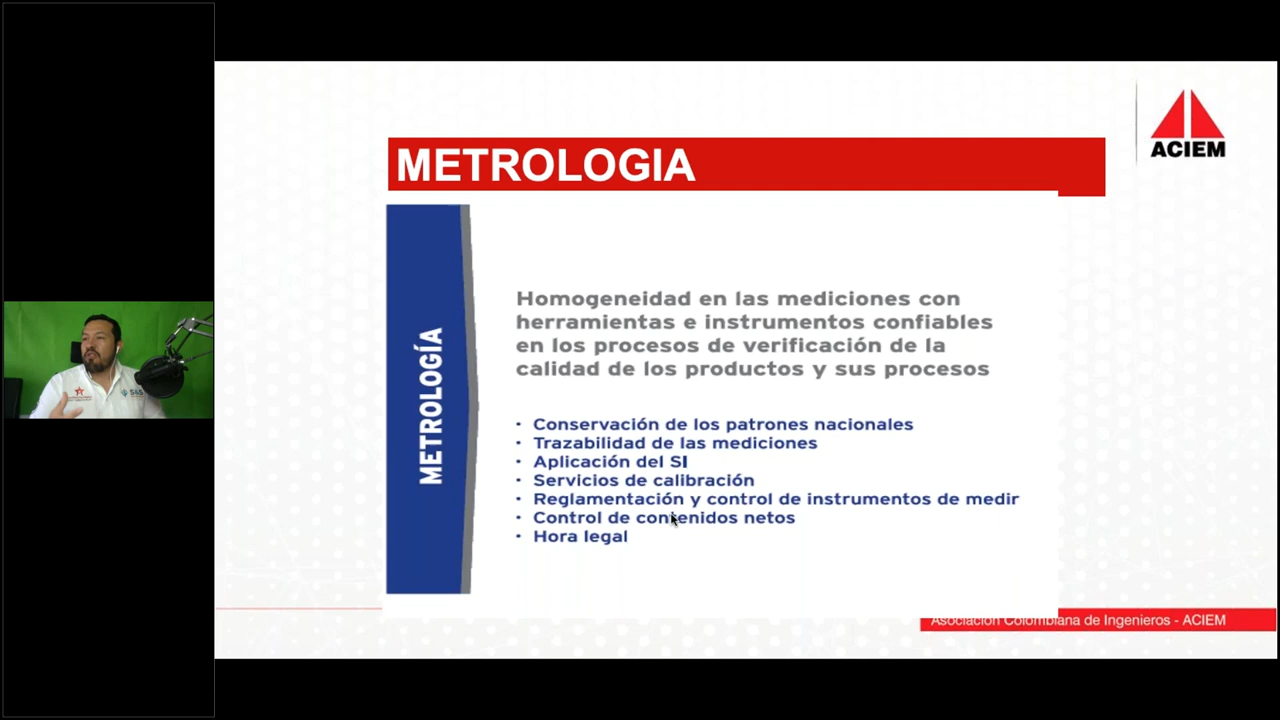 ACIEM
METROLOGIA
METROLOGÍA
Homogeneidad en las mediciones con
herramientas e instrumentos confiables
en los procesos de verificación de la
calidad de los productos y sus procesos
· Conservación de los patrones nacionales
· Trazabilidad de las mediciones
· Aplicación del SI
· Servicios de calibración
· Reglamentación y control de instrumentos de medir
· Control de contenidos netos
· Hora legal
Asociación Colombiana de Ingenieros - ACIEM